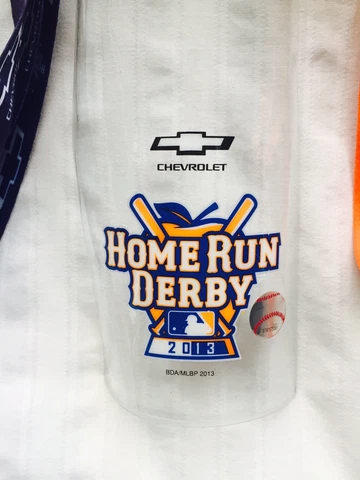 CHEVROLET
HOME RUN
DERBY
2013
BDA/MLBP 2013